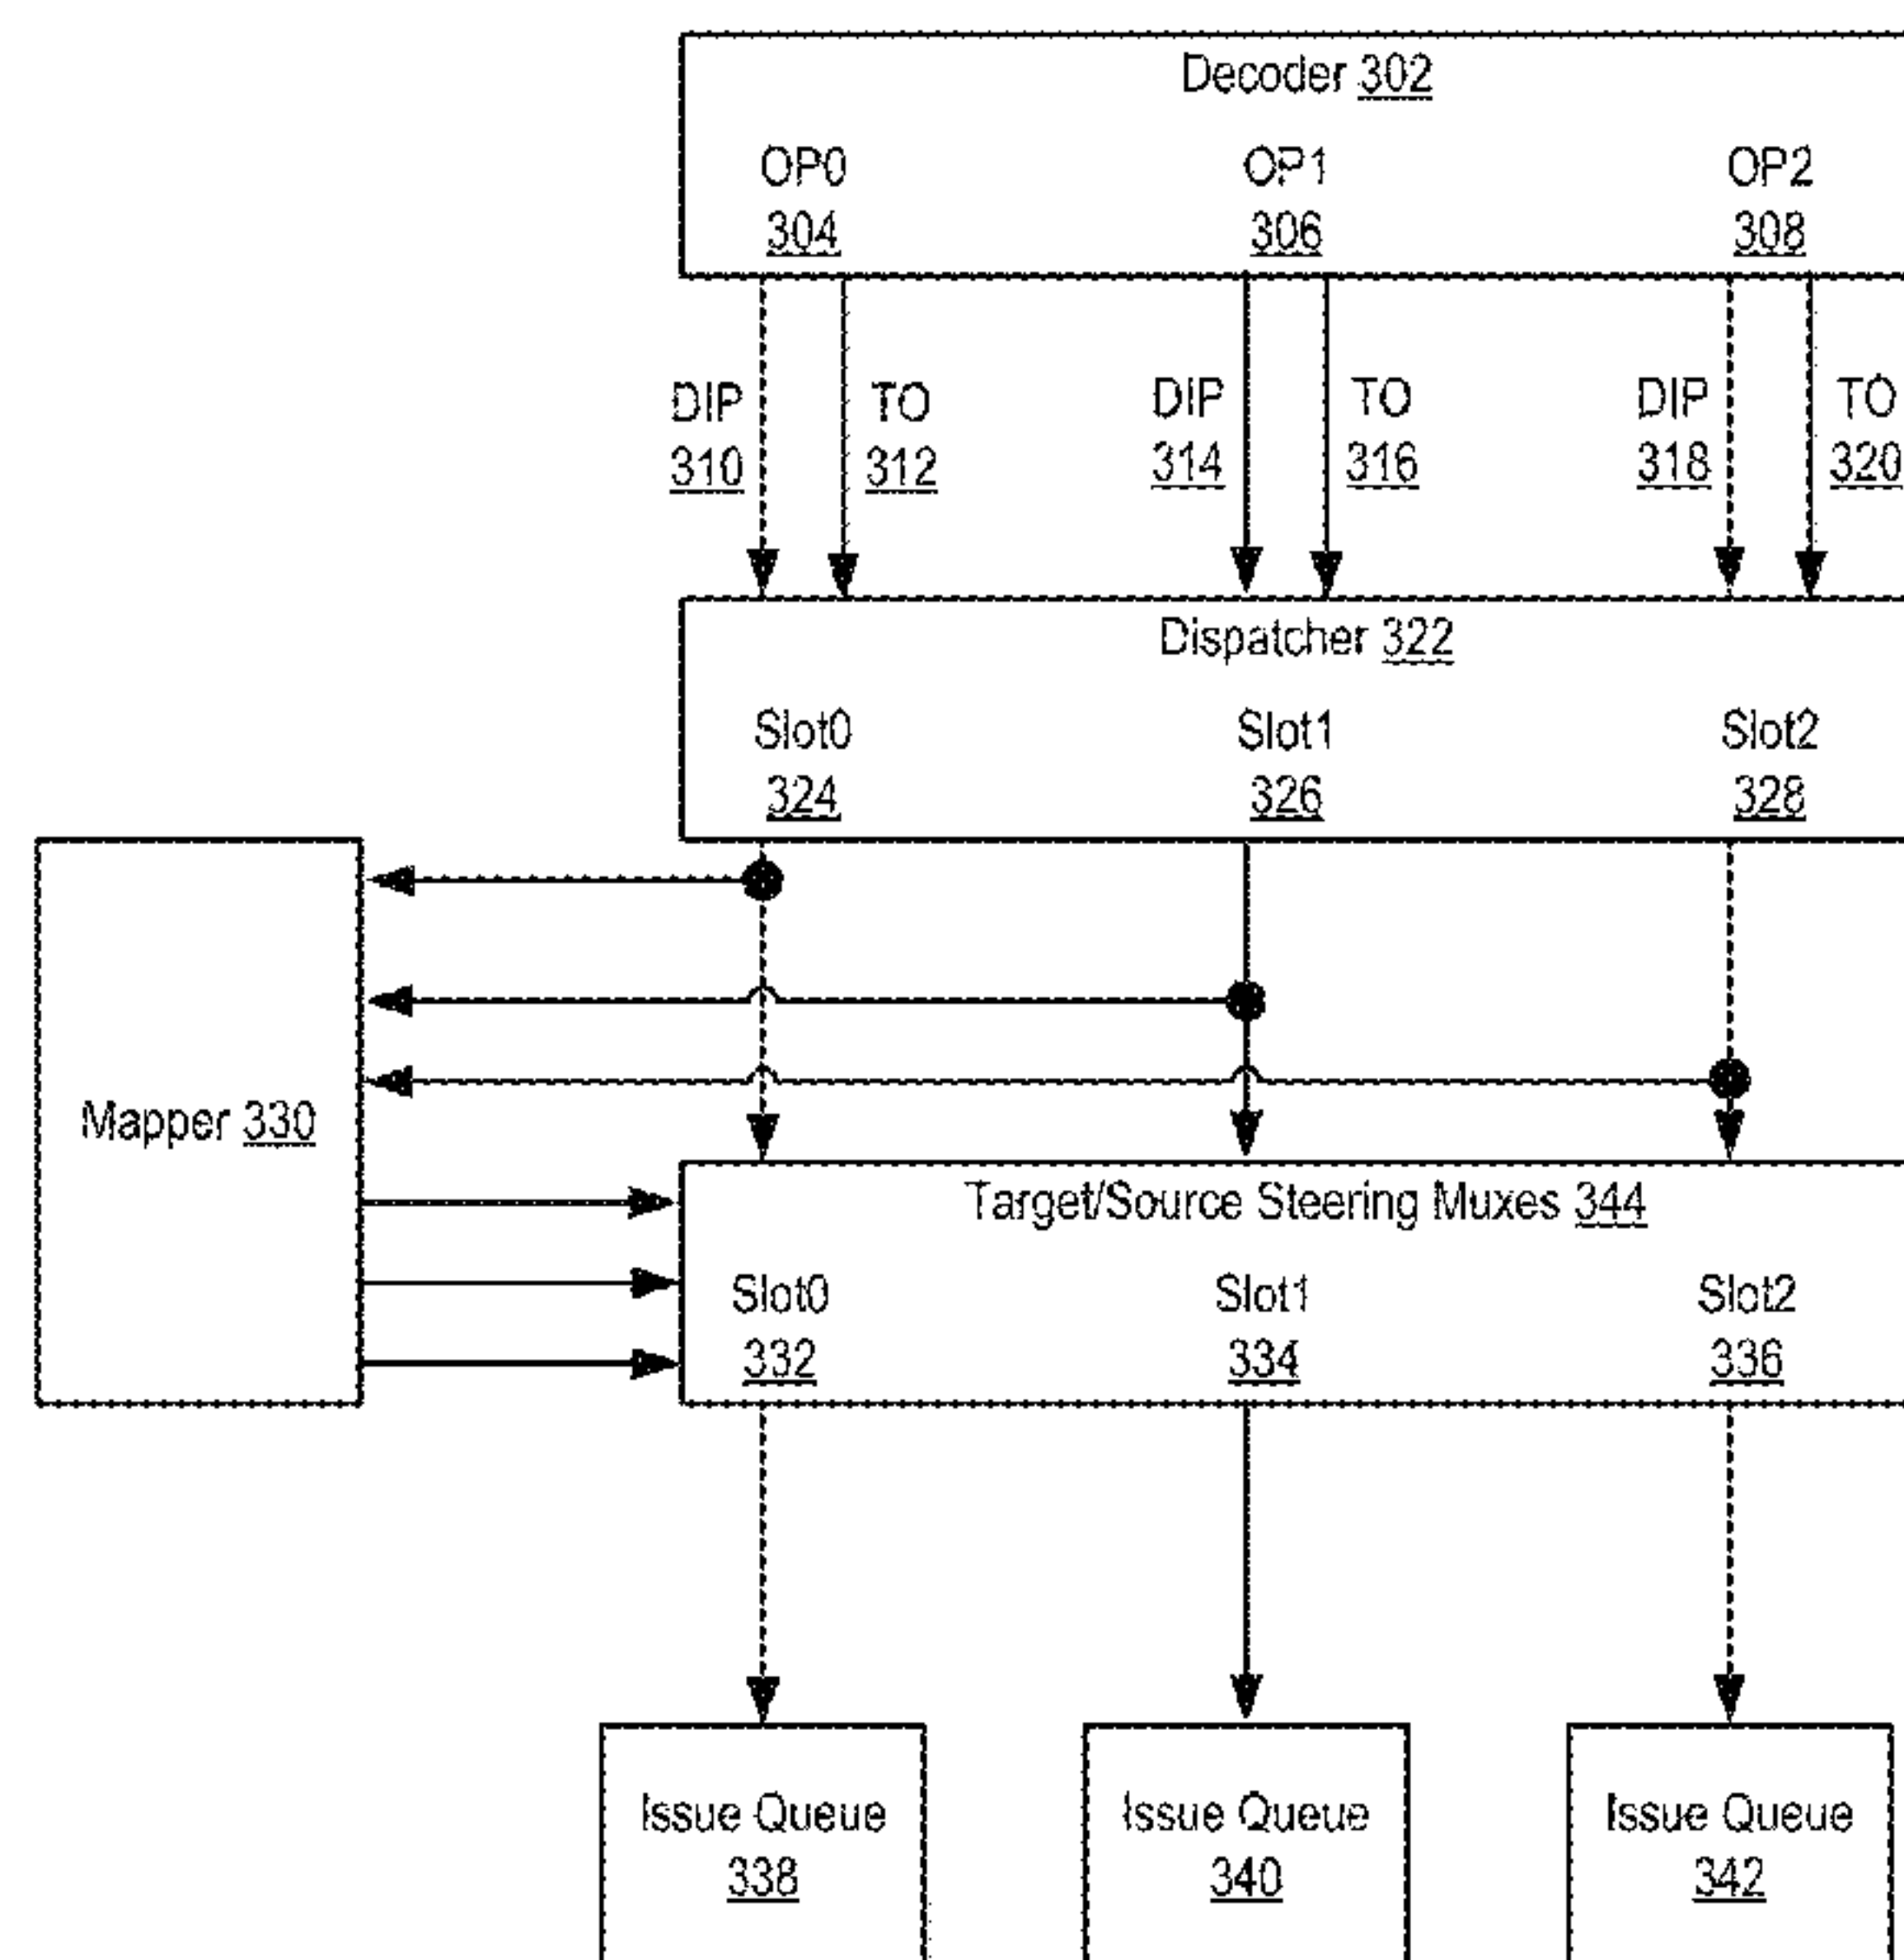 Decoder 302
OP0 OP1 OP2
304 306 308
DIP TO DIP TO DIP TO
310 312 314 316 318 320
Dispatcher 322
Slot0 Slot1 Slot2
324 326 328
Mapper 330
Target/Source Steering Muxes 344
Slot0 Slot1 Slot2
332 334 336
Issue Queue Issue Queue Issue Queue
338 340 342